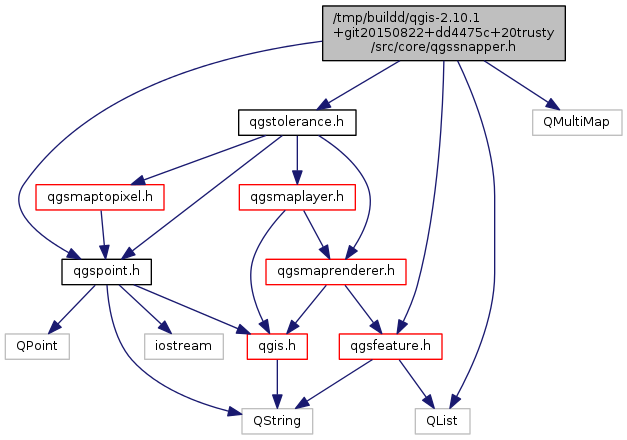 /tmp/buildd/qgis-2.10.1
+git20150822+dd4475c+20trusty
/src/core/qgssnapper.h
qgstolerance.h
QMultiMap
qgsmaptopixel.h
qgsmaplayer.h
qgspoint.h
qgsmaprenderer.h
QPoint
iostream
qgis.h
qgsfeature.h
QString
QList